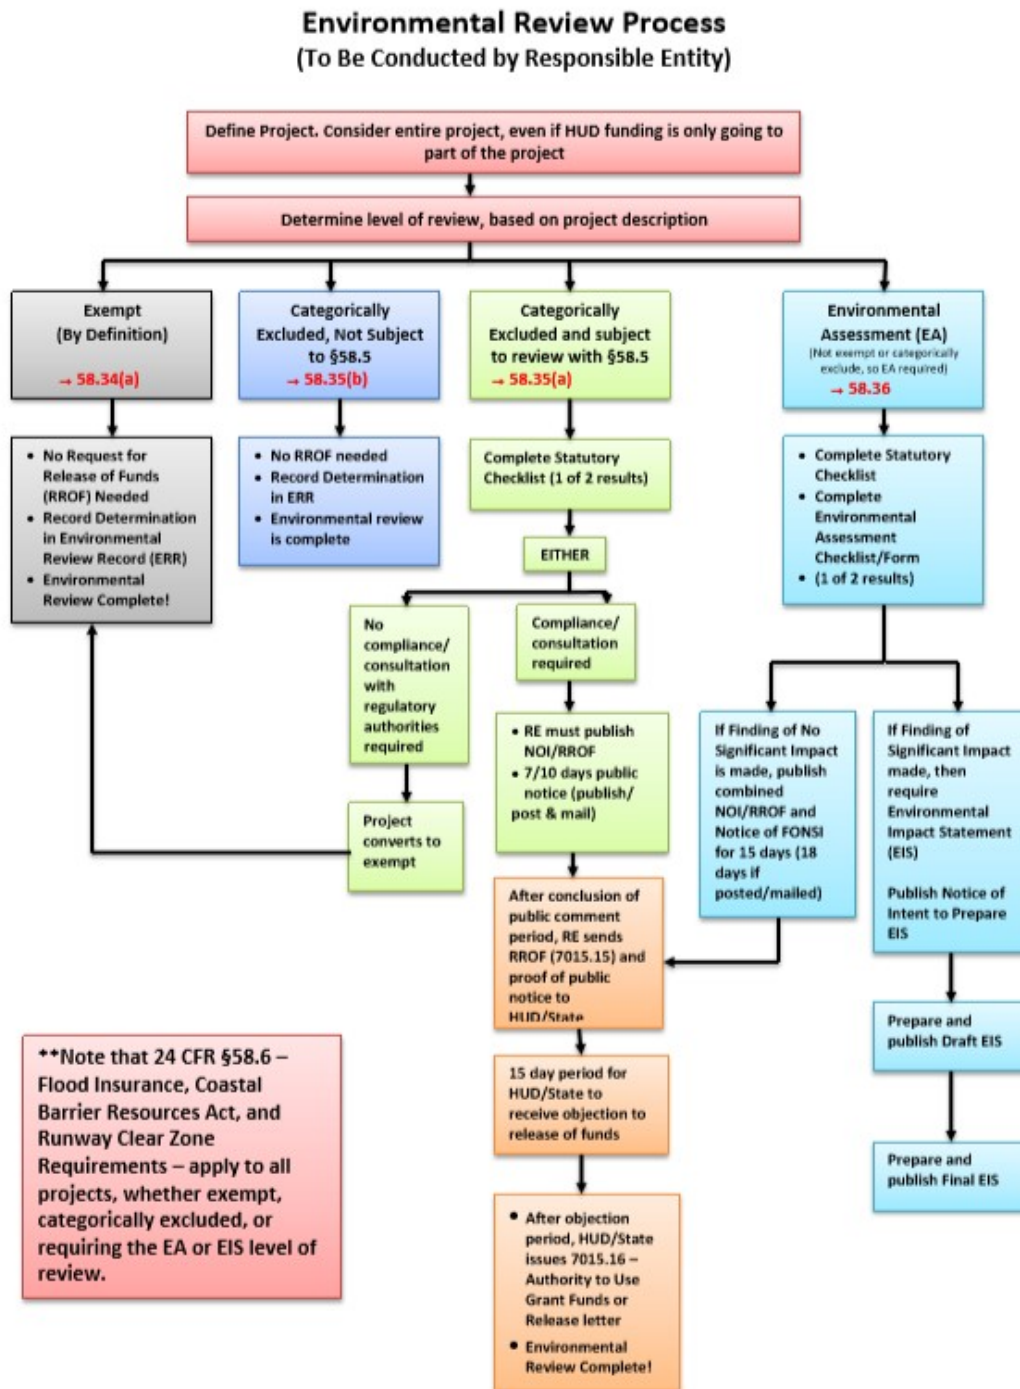 Environmental Review Process
(To Be Conducted by Responsible Entity)
Define Project. Consider entire project, even if HUD funding is only going to
part of the project
Determine level of review, based on project description
Exempt
(By Definition)
→ 58.34(a)
Categorically
Excluded, Not Subject
to §58.5
→ 58.35(b)
Categorically
Excluded and subject
to review with §58.5
→ 58.35(a)
Environmental
Assessment (EA)
(Not exempt or categorically
exclude, so EA required)
→ 58.36
• No Request for
Release of Funds
(RROF) Needed
• Record Determination
in Environmental
Review Record (ERR)
• Environmental
Review Complete!
• No RROF needed
• Record Determination
in ERR
• Environmental review
is complete
Complete Statutory
Checklist (1 of 2 results)
• Complete Statutory
Checklist
• Complete
Environmental
Assessment
Checklist/Form
• (1 of 2 results)
EITHER
No
compliance/
consultation
with
regulatory
authorities
required
Compliance/
consultation
required
Project
converts to
exempt
• RE must publish
NOI/RROF
• 7/10 days public
notice (publish/
post & mail)
If Finding of No
Significant Impact
is made, publish
combined
NOI/RROF and
Notice of FONSI
for 15 days (18
days if
posted/mailed)
If Finding of
Significant Impact
made, then
require
Environmental
Impact Statement
(EIS)
Publish Notice of
Intent to Prepare
EIS
After conclusion of
public comment
period, RE sends
RROF (7015.15) and
proof of public
notice to
HUD/State
Prepare and
publish Draft EIS
15 day period for
HUD/State to
receive objection to
release of funds
Prepare and
publish Final EIS
• After objection
period, HUD/State
issues 7015.16 –
Authority to Use
Grant Funds or
Release letter
• Environmental
Review Complete!
**Note that 24 CFR §58.6 –
Flood Insurance, Coastal
Barrier Resources Act, and
Runway Clear Zone
Requirements – apply to all
projects, whether exempt,
categorically excluded, or
requiring the EA or EIS level of
review.